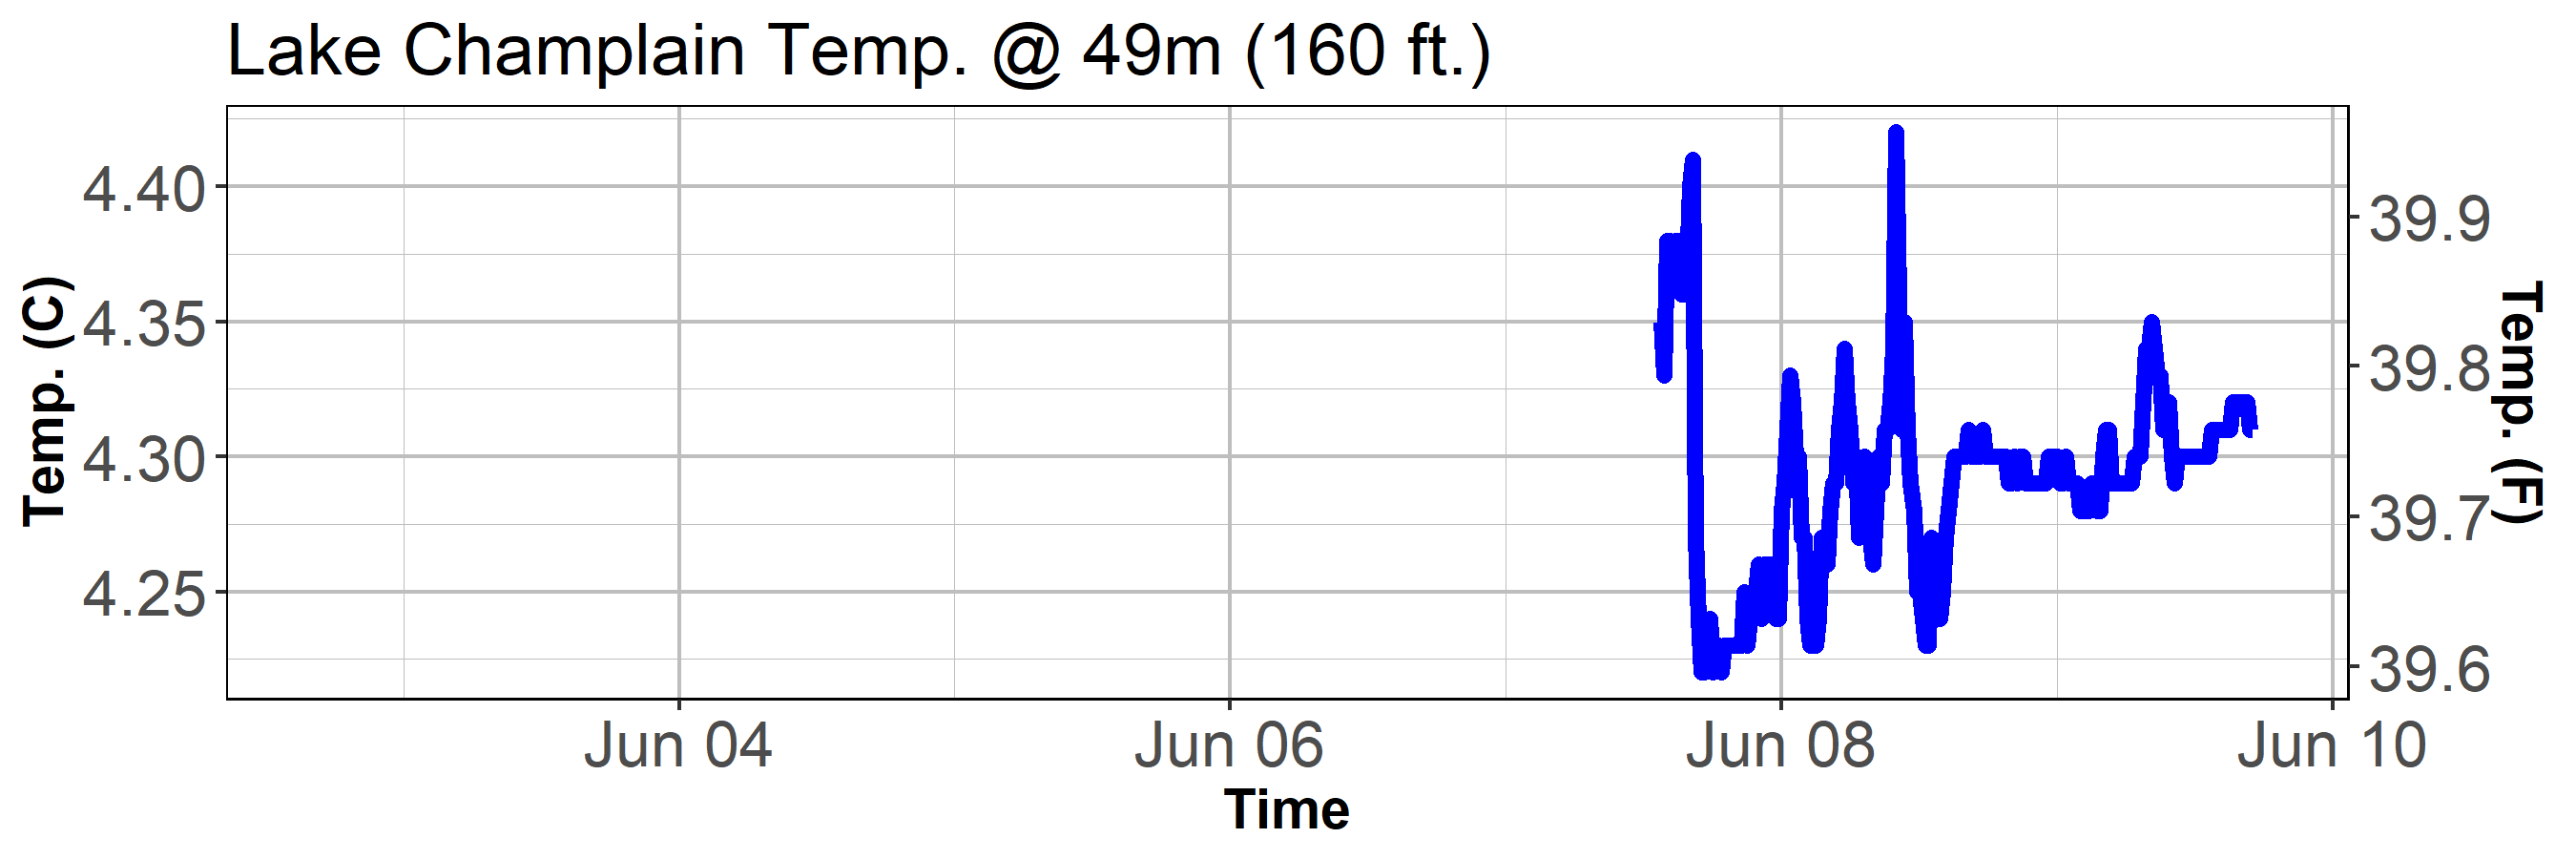 Lake Champlain Temp. @ 49m (160 ft.)
Temp. (C)
4.40
4.35
4.30
4.25
39.9
39.8
39.7
39.6
Temp. (F)
Jun 04 Jun 06 Jun 08 Jun 10
Time